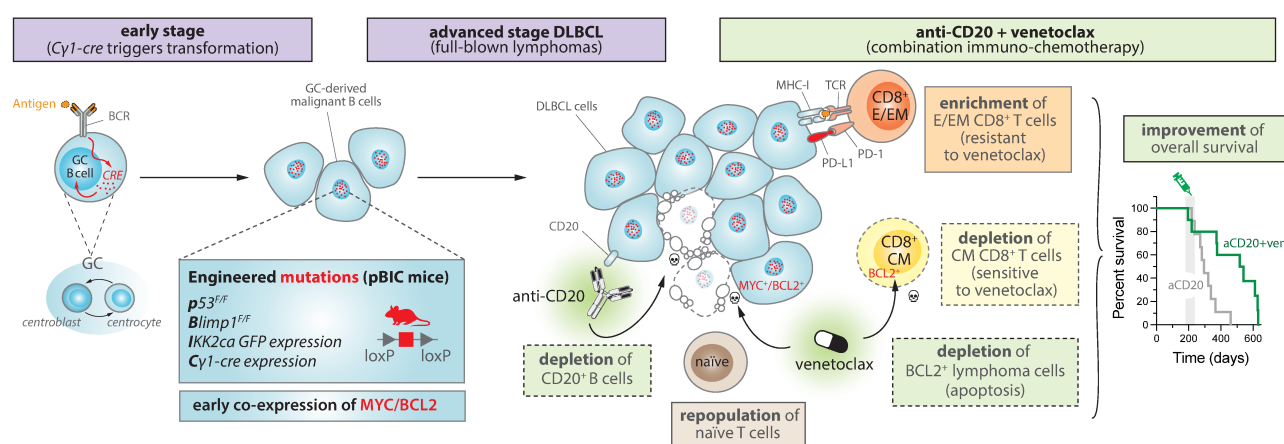 early stage
(Cγ1-cre triggers transformation)
advanced stage DLBCL
(full-blown lymphomas)
anti-CD20 + venetoclax
(combination immuno-chemotherapy)
Antigen
BCR
GC
B cell
CRE
GC
centroblast
centrocyte
GC-derived
malignant B cells
Engineered mutations (pBIC mice)
p53F/F
Blimp1F/F
IKK2ca GFP expression
Cγ1-cre expression
loxP
loxP
early co-expression of MYC/BCL2
DLBCL cells
CD20
anti-CD20
depletion of
CD20+ B cells
MYC+/BCL2+
MHC-I
TCR
CD8+
E/EM
PD-L1
PD-1
enrichment of
E/EM CD8+ T cells
(resistant
to venetoclax)
CD8+
CM
BCL2+
depletion of
CM CD8+ T cells
(sensitive
to venetoclax)
naïve
repopulation of
naïve T cells
venetoclax
depletion of
BCL2+ lymphoma cells
(apoptosis)
improvement of
overall survival
Percent survival
100
80
60
40
20
0
aCD20+ven
aCD20
0
200
400
600
Time (days)